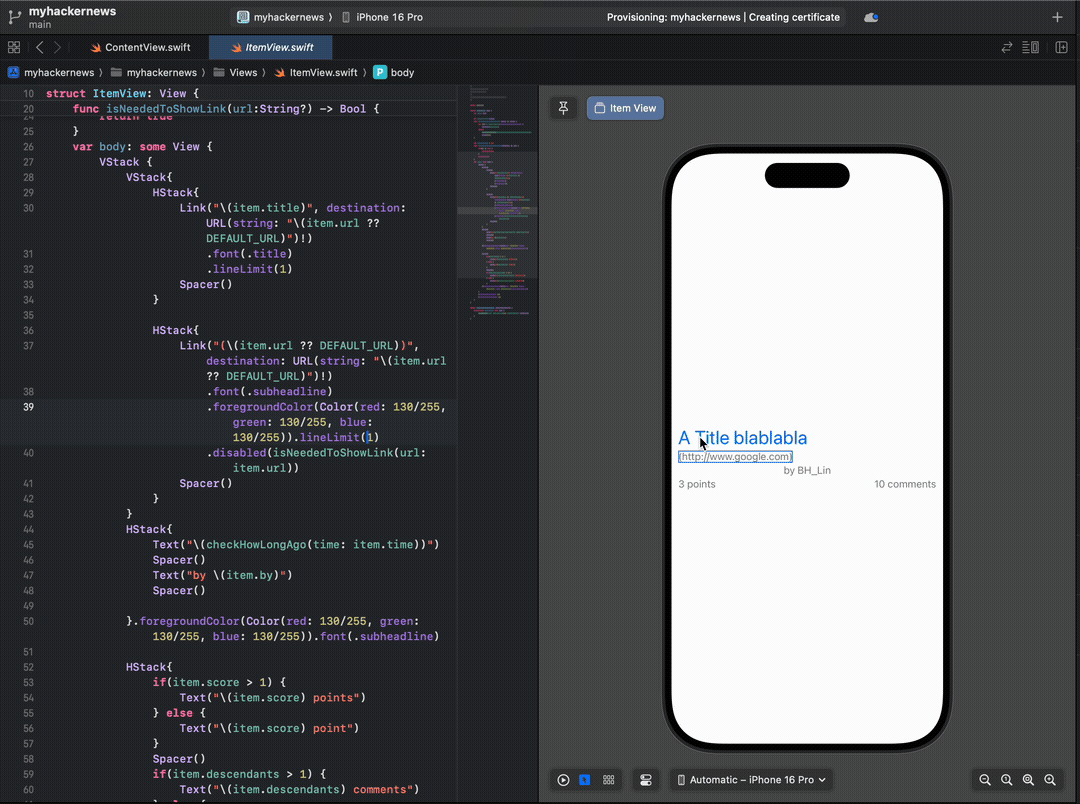 myhackernews
main
myhackernews ⟩ iPhone 16 Pro
Provisioning: myhackernews | Creating certificate
ContentView.swift
ItemView.swift
myhackernews ⟩ myhackernews ⟩ Views ⟩ ItemView.swift ⟩ P body
10 struct ItemView: View {
20 func isNeededToShowLink(url:String?) -> Bool {
24 return true
25 }
26 var body: some View {
27 VStack {
28 VStack{
29 HStack{
30 Link("\(item.title)", destination:
URL(string: "\(item.url ??
DEFAULT_URL)")!)
31 .font(.title)
32 .lineLimit(1)
33 Spacer()
34 }
35
36 HStack{
37 Link("(\(item.url ?? DEFAULT_URL))",
destination: URL(string: "\(item.url
?? DEFAULT_URL)")!)
38 .font(.subheadline)
39 .foregroundColor(Color(red: 130/255,
green: 130/255, blue:
130/255)).lineLimit(1)
40 .disabled(isNeededToShowLink(url:
item.url))
41 Spacer()
42 }
43 }
44 HStack{
45 Text("\(checkHowLongAgo(time: item.time))")
46 Spacer()
47 Text("by \(item.by)")
48 Spacer()
49
50 }.foregroundColor(Color(red: 130/255, green:
130/255, blue: 130/255)).font(.subheadline)
51
52 HStack{
53 if(item.score > 1) {
54 Text("\(item.score) points")
55 } else {
56 Text("\(item.score) point")
57 }
58 Spacer()
59 if(item.descendants > 1) {
60 Text("\(item.descendants) comments")
Item View
A Title blablabla
(http://www.google.com)
by BH_Lin
3 points 10 comments
Automatic – iPhone 16 Pro